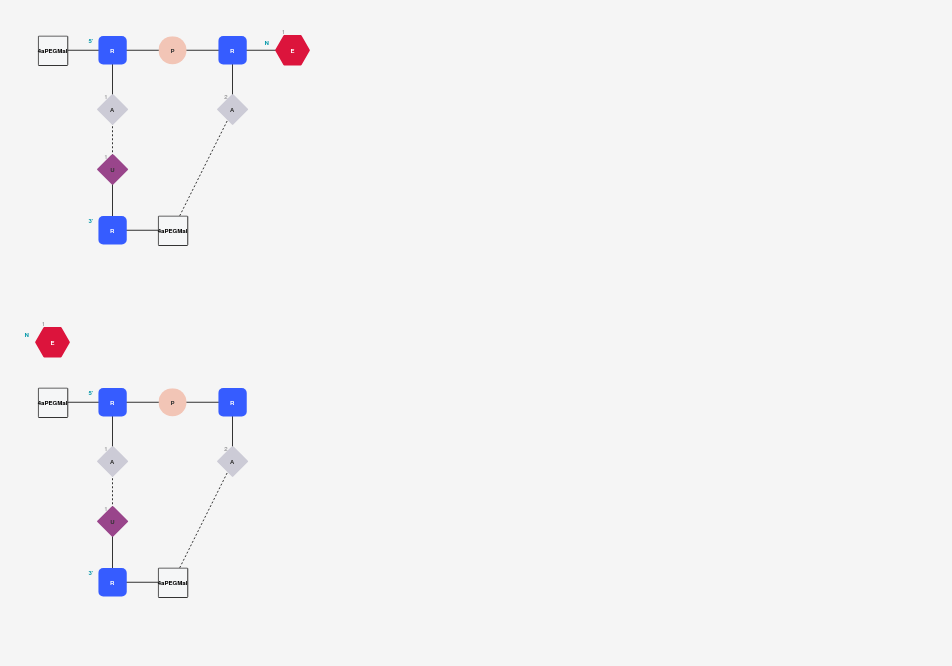 1
5' N
4aPEGMal R P R E
1 2
A A
1
U
3'
R 4aPEGMal
1
N
E
5'
4aPEGMal R P R
1 2
A A
1
U
3'
R 4aPEGMal